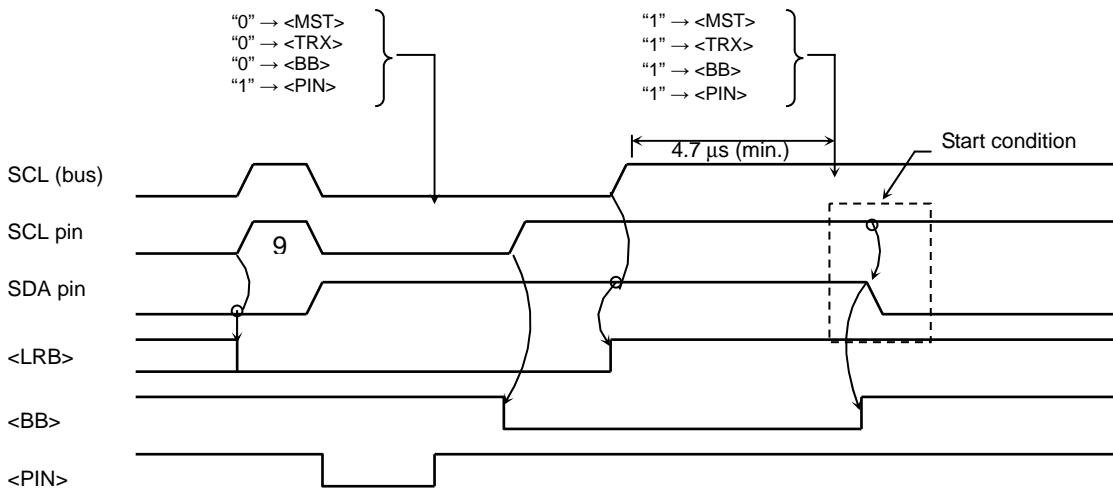 “0” → <MST>
“0” → <TRX>
“0” → <BB>
“1” → <PIN>
“1” → <MST>
“1” → <TRX>
“1” → <BB>
“1” → <PIN>
4.7 μs (min.)
Start condition
SCL (bus)
SCL pin
9
SDA pin
<LRB>
<BB>
<PIN>